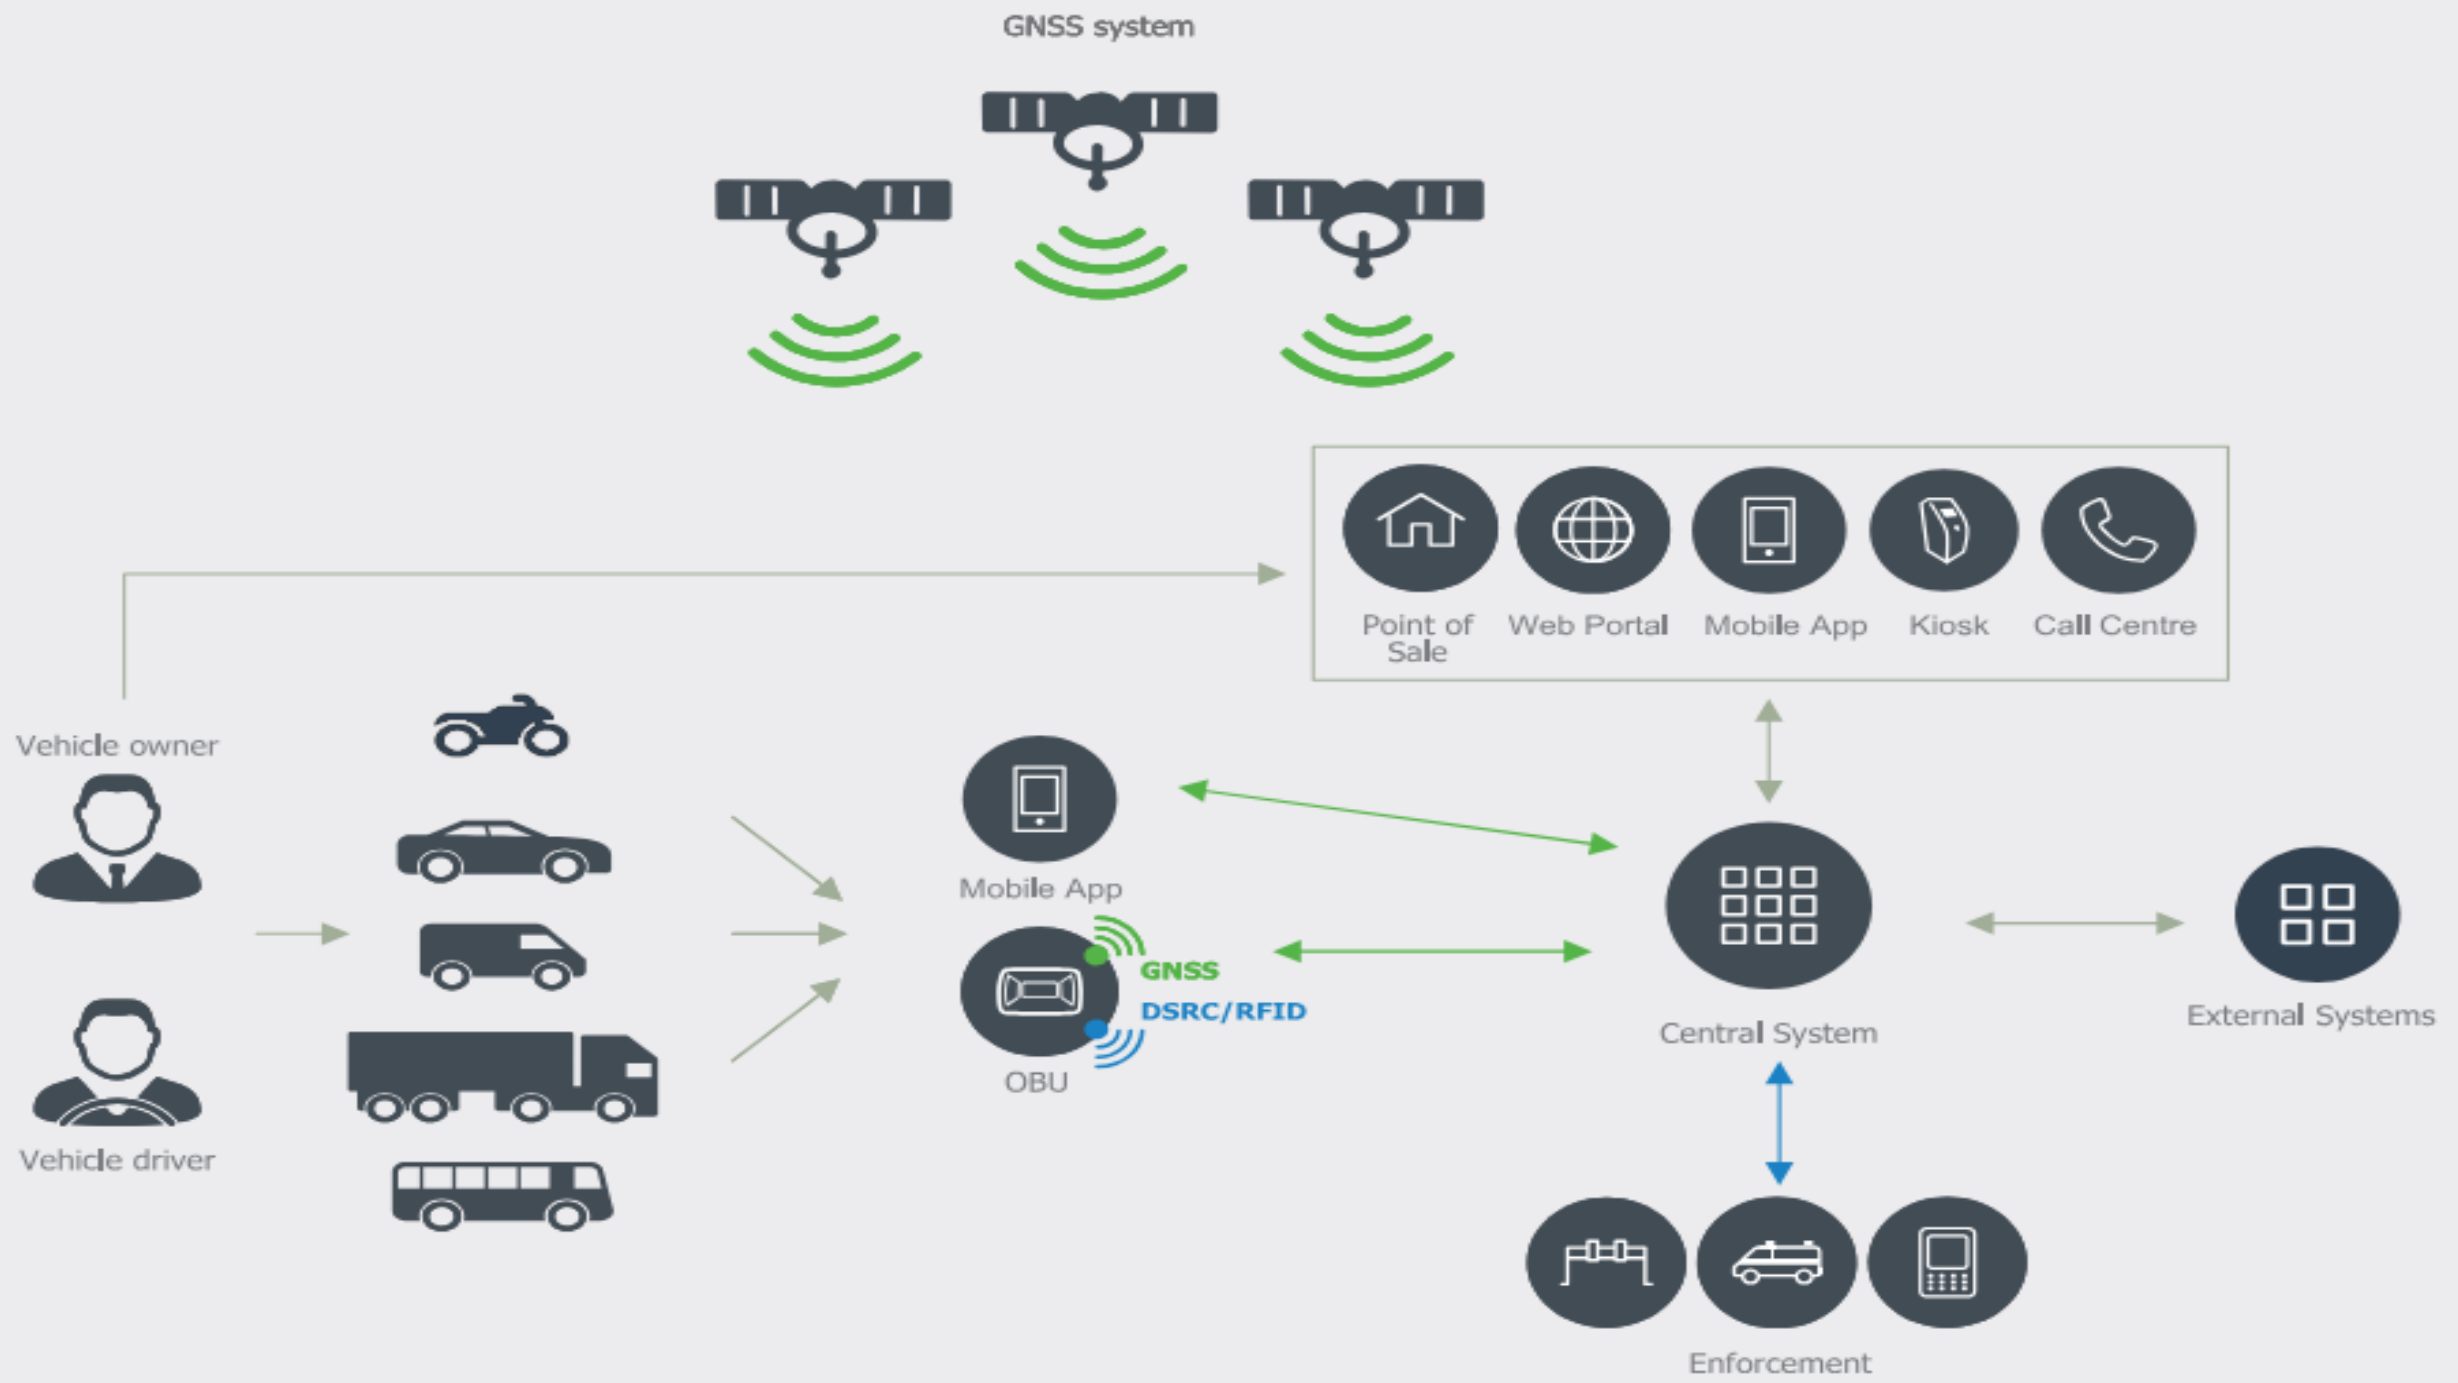 GNSS system
Point of
Sale
Web Portal
Mobile App
Kiosk
Call Centre
Vehicle owner
Mobile App
GNSS
DSRC/RFID
OBU
Central System
External Systems
Vehicle driver
Enforcement